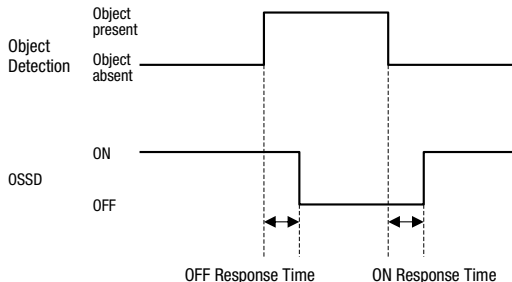 Object
Detection
Object
present
Object
absent
OSSD
ON
OFF
OFF Response Time
ON Response Time